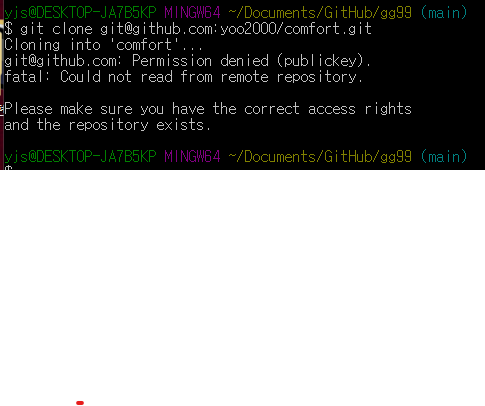 yjs@DESKTOP-JA7B5KP MINGW64 ~/Documents/GitHub/gg99 (main)
$ git clone git@github.com:yoo2000/comfort.git
Cloning into 'comfort'...
git@github.com: Permission denied (publickey).
fatal: Could not read from remote repository.
Please make sure you have the correct access rights
and the repository exists.
yjs@DESKTOP-JA7B5KP MINGW64 ~/Documents/GitHub/gg99 (main)
$